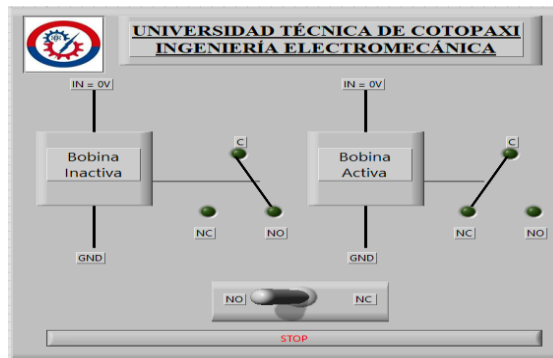 UNIVERSIDAD TÉCNICA DE COTOPAXI
INGENIERÍA ELECTROMECÁNICA
IN = 0V
IN = 0V
C
C
Bobina
Inactiva
Bobina
Activa
NC
NO
NC
NO
GND
GND
NO
NC
STOP